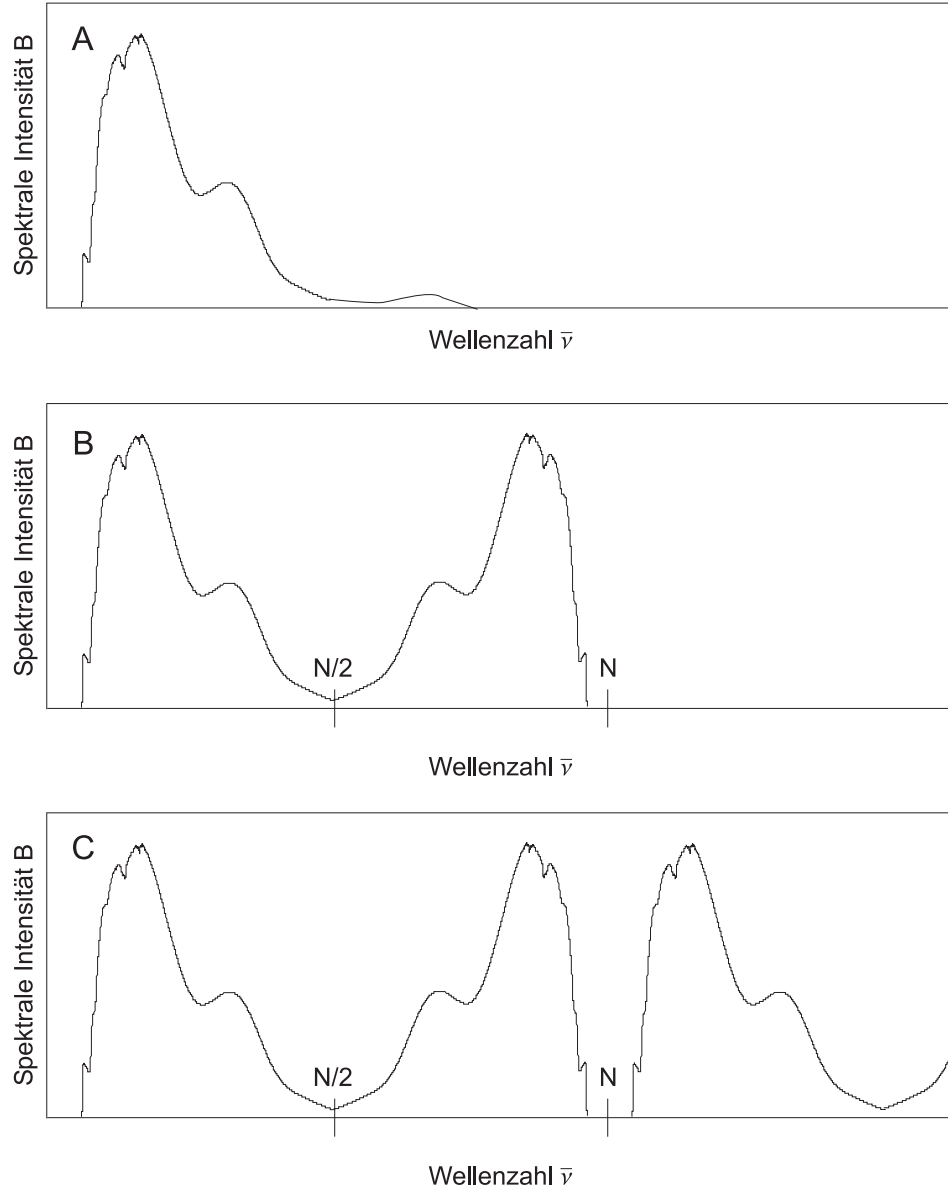 A
Spektrale Intensität B
Wellenzahl ν̅
B
Spektrale Intensität B
N/2
N
Wellenzahl ν̅
C
Spektrale Intensität B
N/2
N
Wellenzahl ν̅